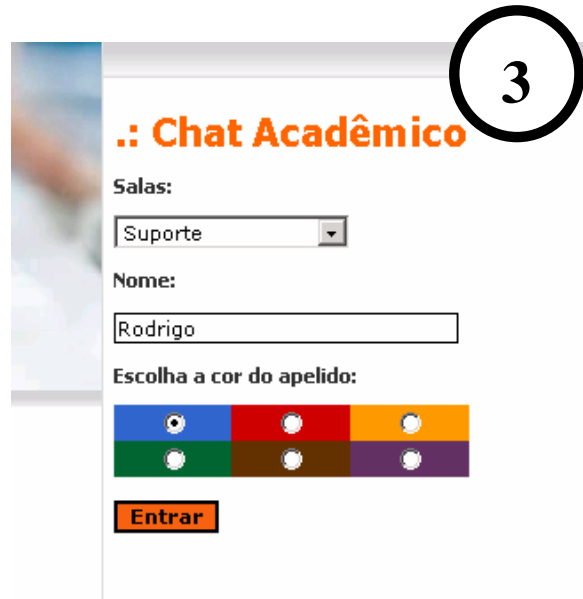 3
.: Chat Acadêmico
Salas:
Suporte
Nome:
Rodrigo
Escolha a cor do apelido:
Entrar